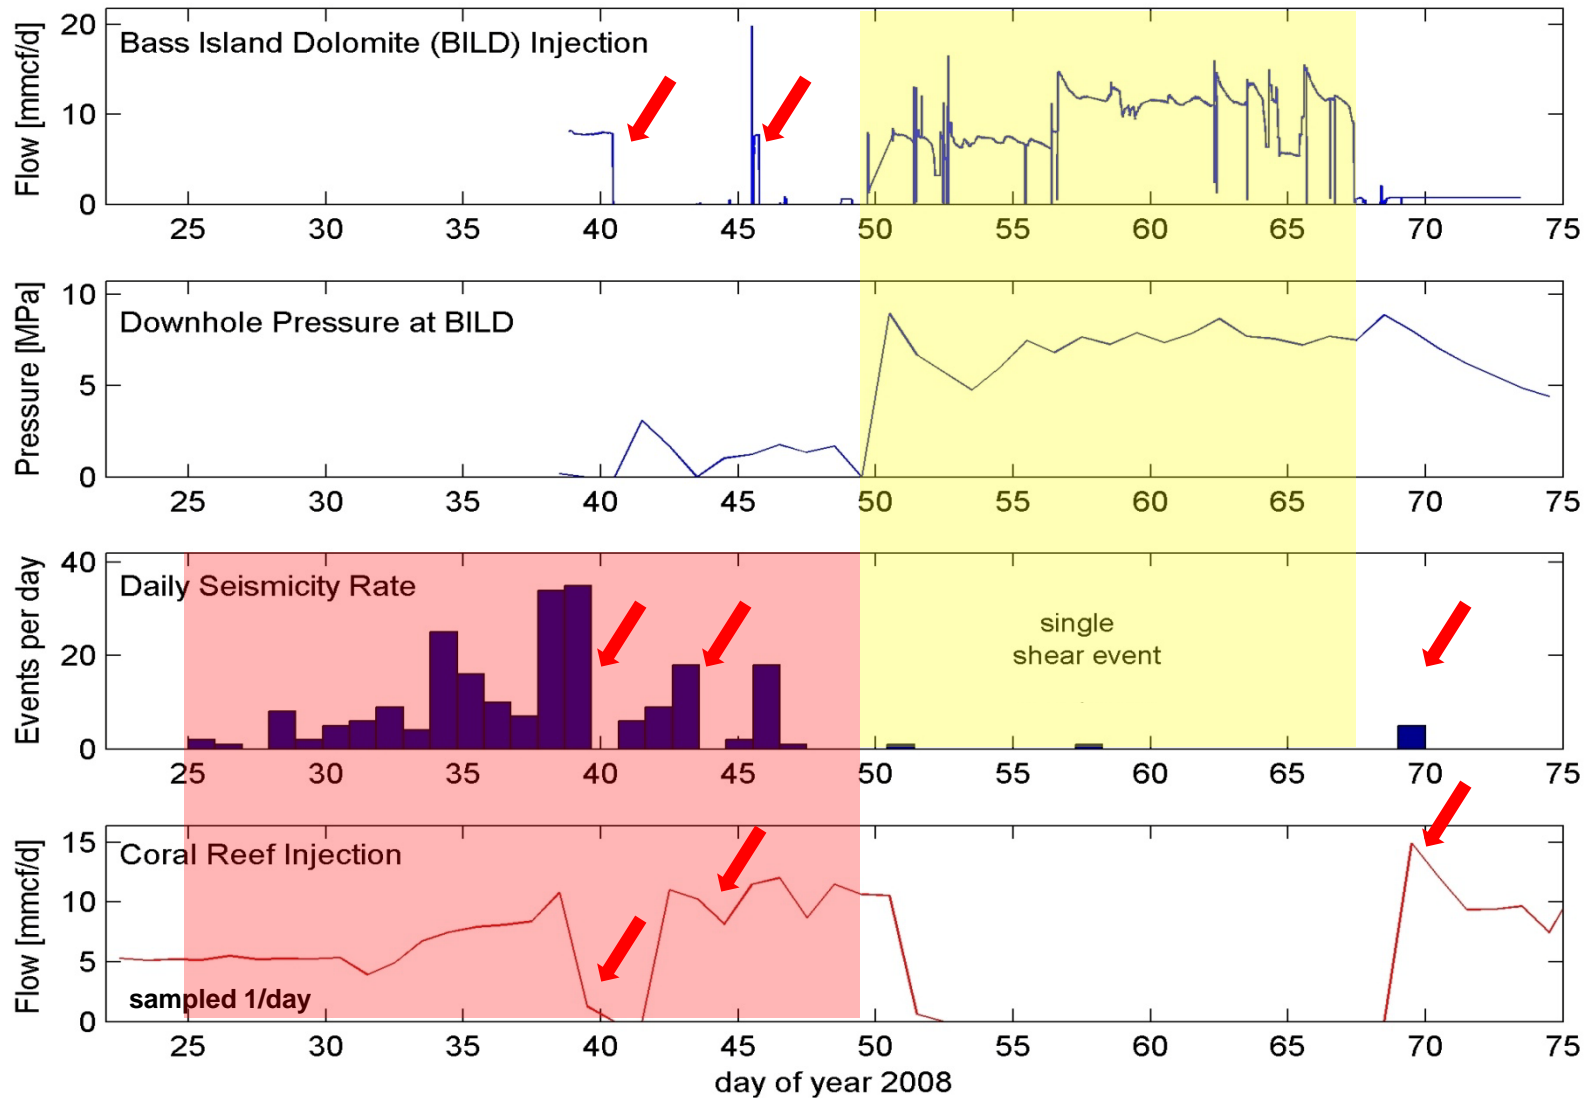 Flow [mmcf/d]
20
10
0
Bass Island Dolomite (BILD) Injection
25 30 35 40 45 50 55 60 65 70 75
Pressure [MPa]
10
5
0
Downhole Pressure at BILD
25 30 35 40 45 50 55 60 65 70 75
Events per day
40
20
0
Daily Seismicity Rate
single
shear event
25 30 35 40 45 50 55 60 65 70 75
Flow [mmcf/d]
15
10
5
0
Coral Reef Injection
sampled 1/day
25 30 35 40 45 50 55 60 65 70 75
day of year 2008